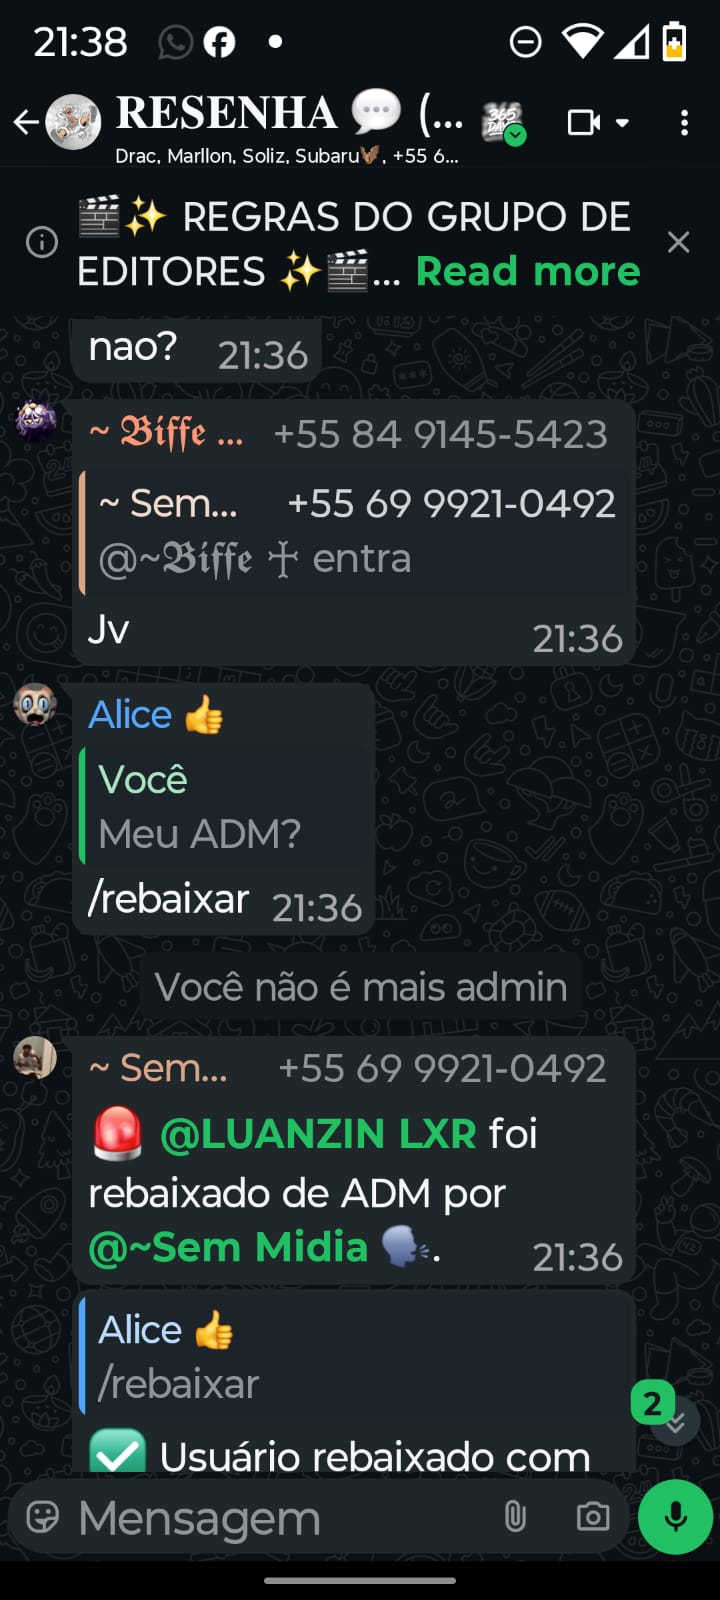 21:38
RESENHA 💬 (...
Drac, Marllon, Soliz, Subaru🦋, +55 6...
🎬✨ REGRAS DO GRUPO DE
EDITORES ✨🎬... Read more
nao? 21:36
~ 𝕭𝖎𝖋𝖋𝖊 ... +55 84 9145-5423
~ Sem... +55 69 9921-0492
@~𝕭𝖎𝖋𝖋𝖊 ☥ entra
Jv 21:36
Alice 👍
Você
Meu ADM?
/rebaixar 21:36
Você não é mais admin
~ Sem... +55 69 9921-0492
🚨 @LUANZIN LXR foi
rebaixado de ADM por
@~Sem Midia 🗣. 21:36
Alice 👍
/rebaixar
2
✅ Usuário rebaixado com
Mensagem